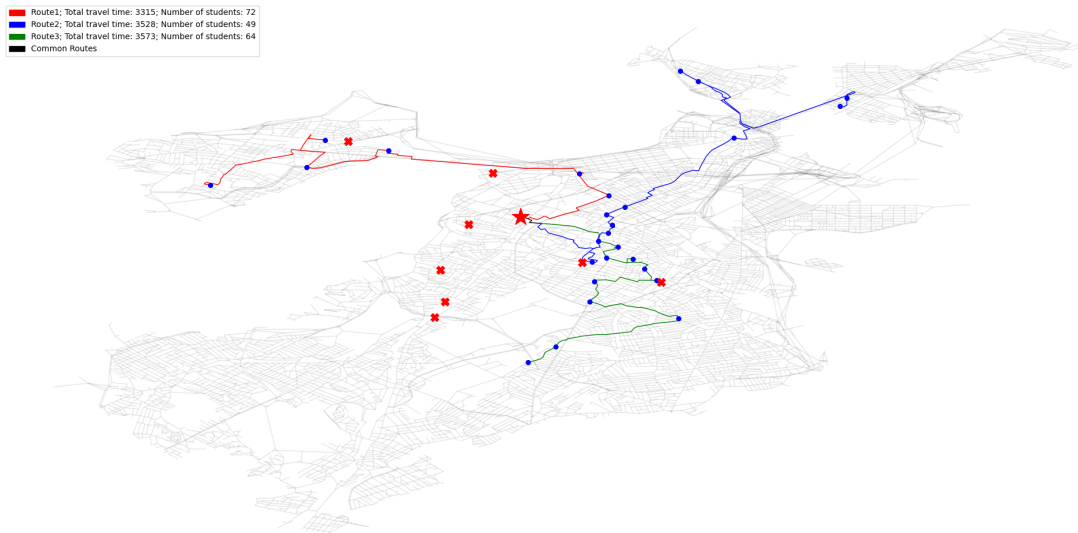 Route1; Total travel time: 3315; Number of students: 72
Route2; Total travel time: 3528; Number of students: 49
Route3; Total travel time: 3573; Number of students: 64
Common Routes